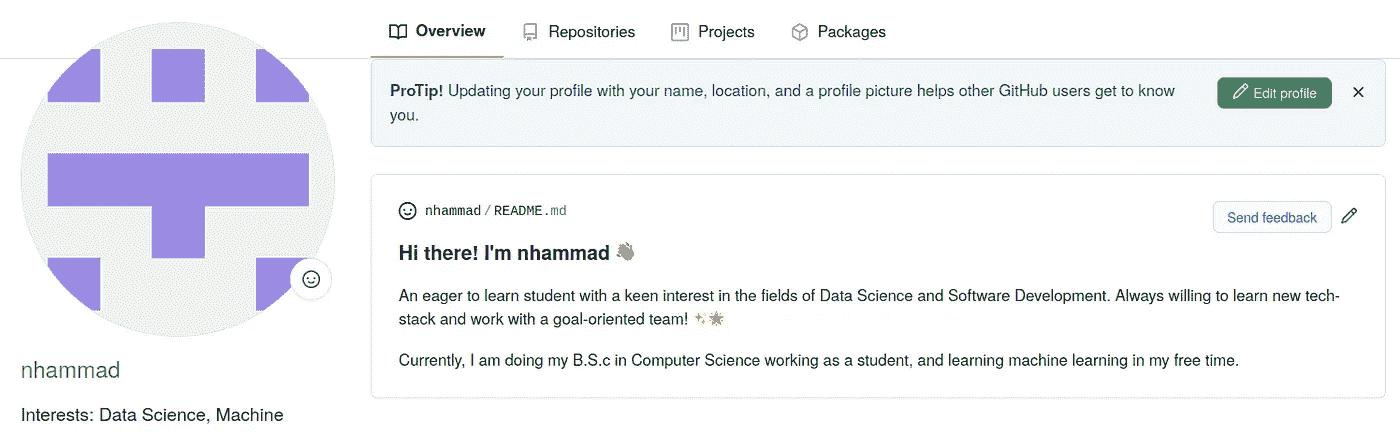 Overview Repositories Projects Packages
ProTip! Updating your profile with your name, location, and a profile picture helps other GitHub users get to know
you.
Edit profile
nhammad/README.md
Send feedback
Hi there! I'm nhammad 👋
An eager to learn student with a keen interest in the fields of Data Science and Software Development. Always willing to learn new tech-
stack and work with a goal-oriented team! ✨🌟
Currently, I am doing my B.S.c in Computer Science working as a student, and learning machine learning in my free time.
nhammad
Interests: Data Science, Machine